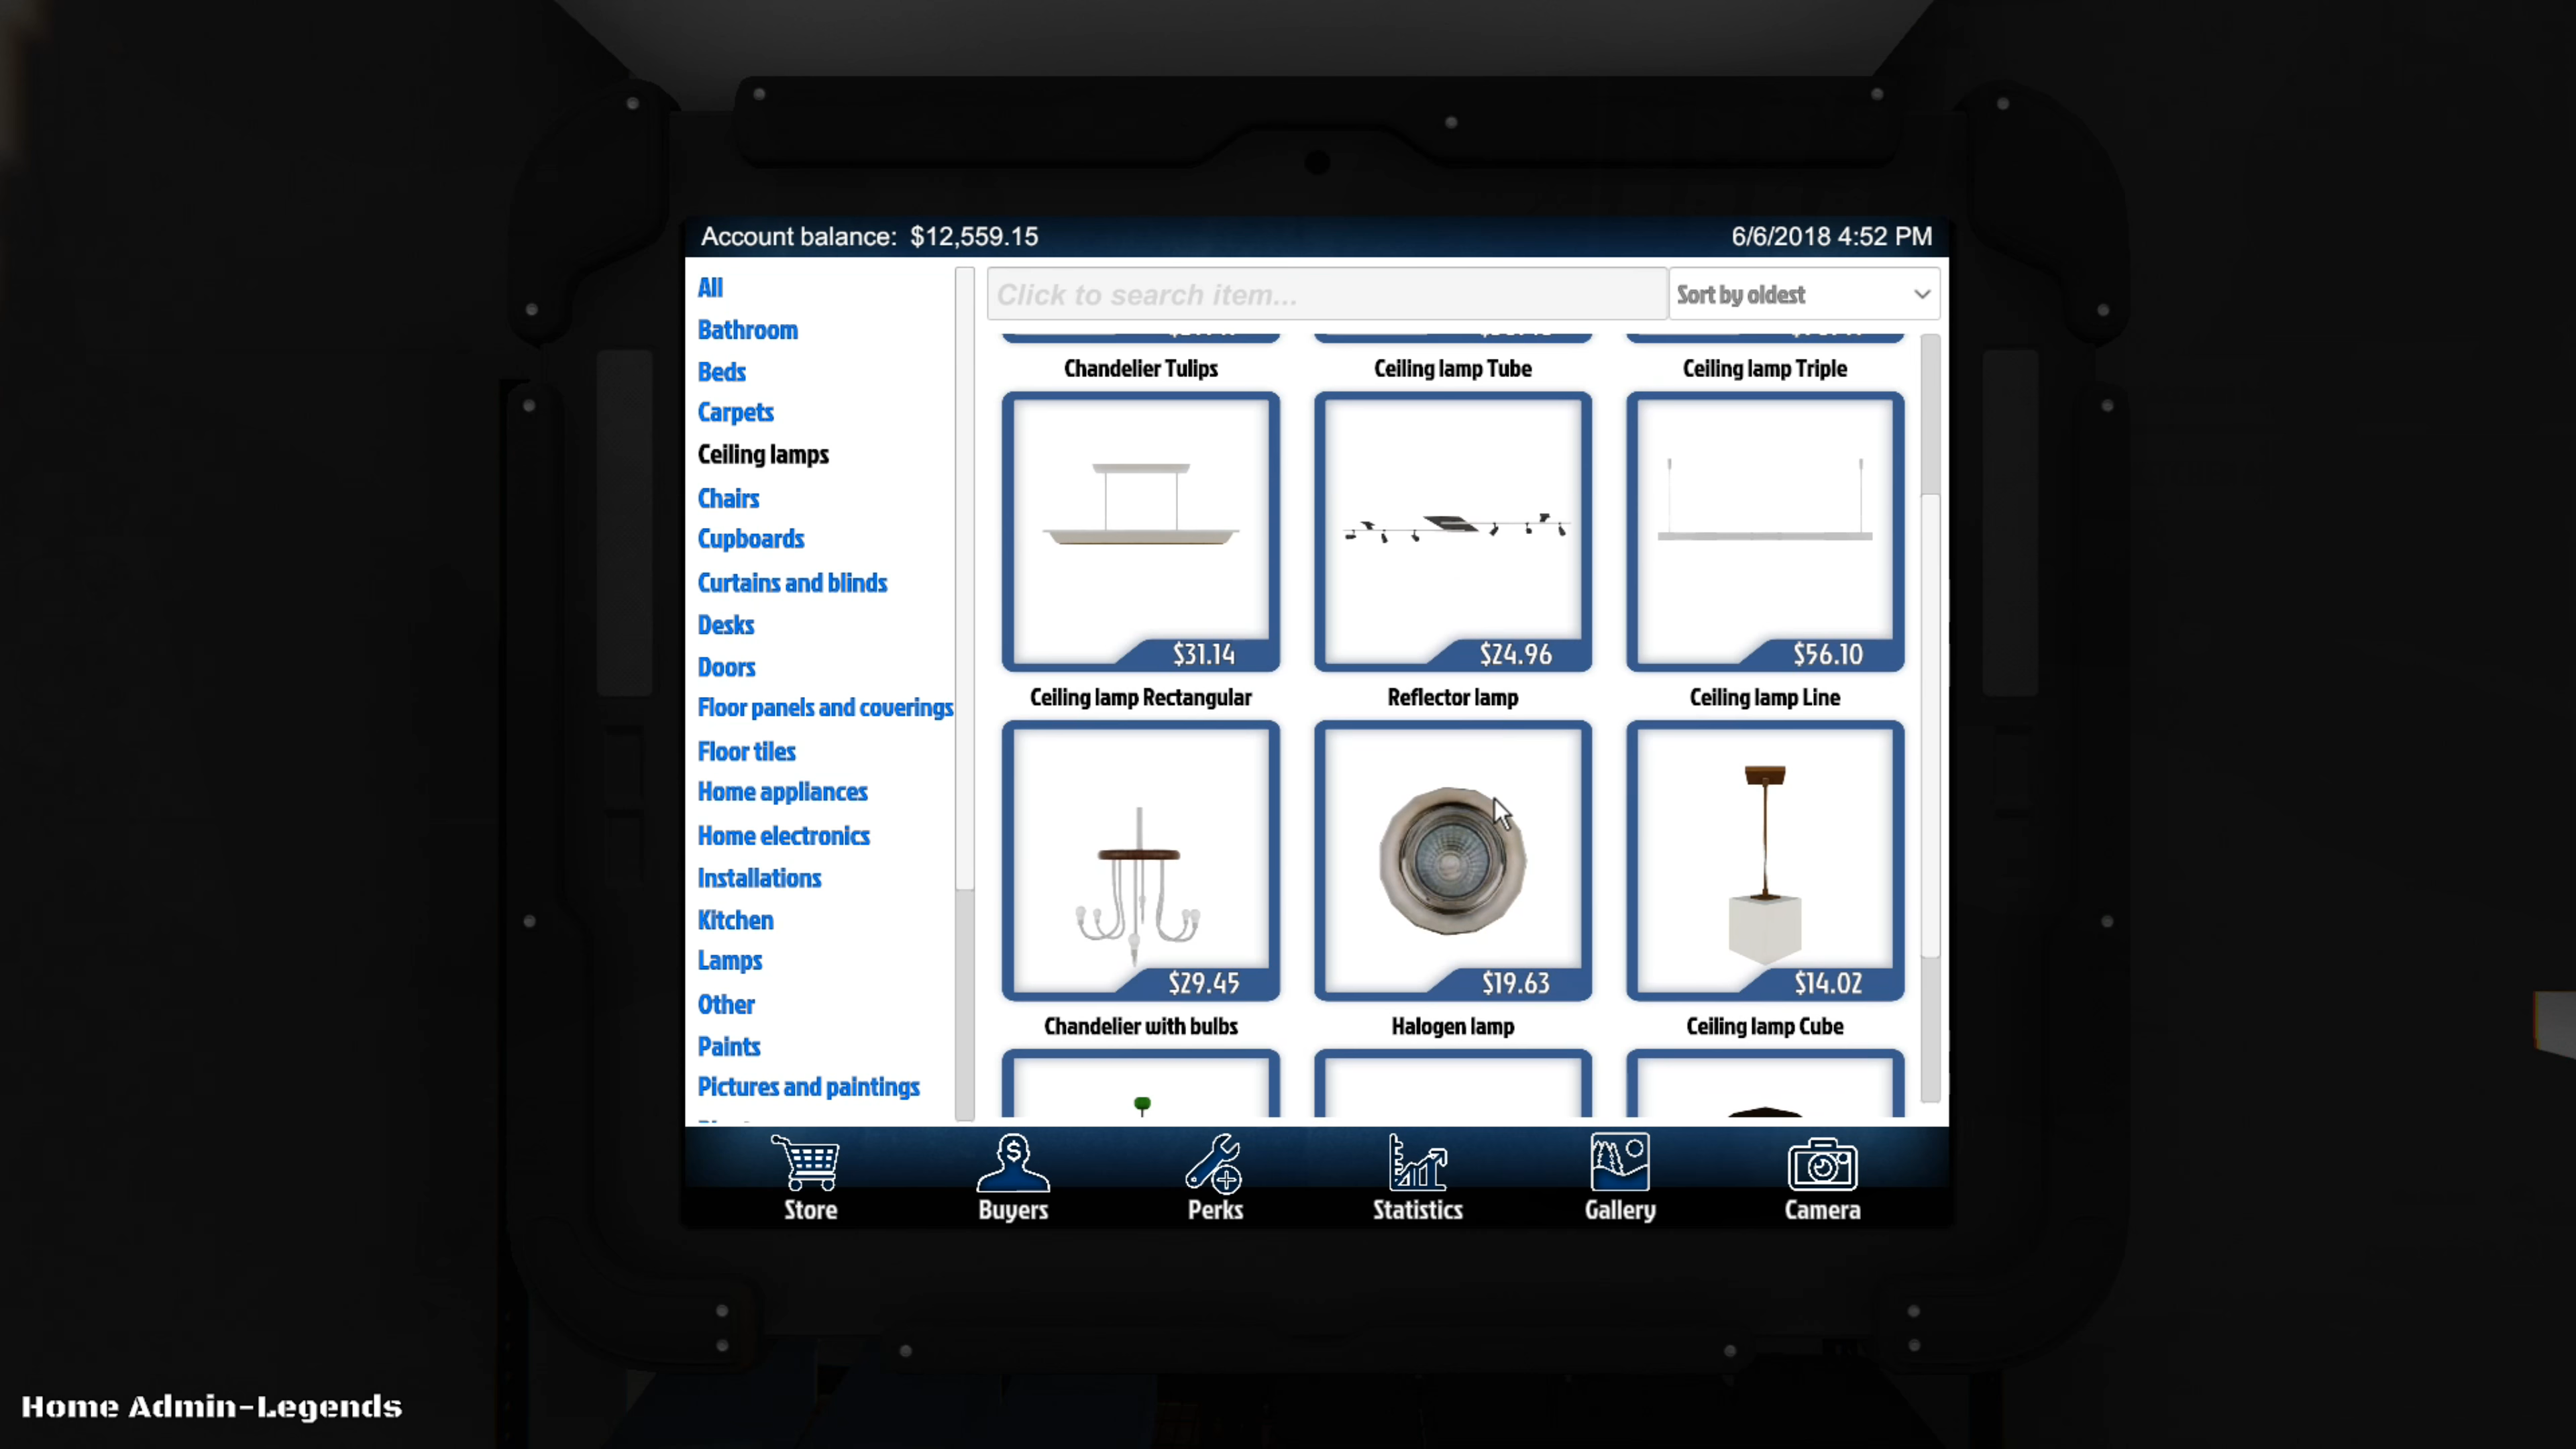 Account balance: $12,559.15
6/6/2018 4:52 PM
All
Bathroom
Beds
Carpets
Ceiling lamps
Chairs
Cupboards
Curtains and blinds
Desks
Doors
Floor panels and coverings
Floor tiles
Home appliances
Home electronics
Installations
Kitchen
Lamps
Other
Paints
Pictures and paintings
Click to search item...
Sort by oldest
Chandelier Tulips
Ceiling lamp Tube
Ceiling lamp Triple
$31.14
$24.96
$56.10
Ceiling lamp Rectangular
Reflector lamp
Ceiling lamp Line
$29.45
$19.63
$14.02
Chandelier with bulbs
Halogen lamp
Ceiling lamp Cube
Store
Buyers
Perks
Statistics
Gallery
Camera
Home Admin-Legends